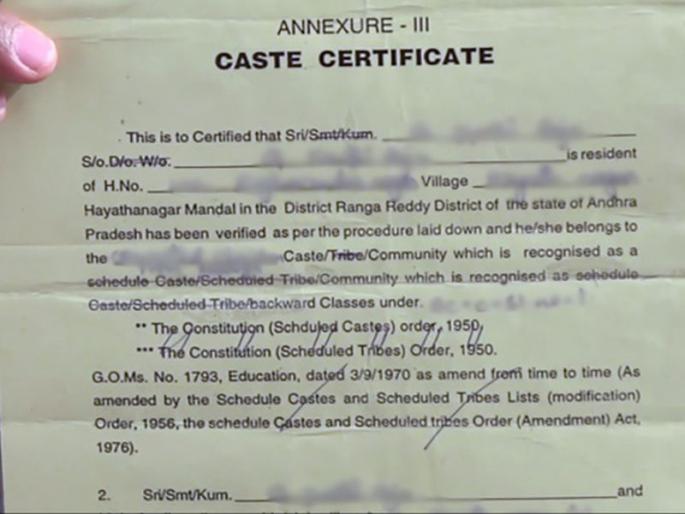 ANNEXURE - III
CASTE CERTIFICATE
This is to Certified that Sri/Smt/Kum.
S/o.D/o. W/o. is resident
of H.No. Village
Hayathanagar Mandal in the District Ranga Reddy District of the state of Andhra
Pradesh has been verified as per the procedure laid down and he/she belongs to
the Caste/Tribe/Community which is recognised as a
schedule Caste/Scheduled Tribe/Community which is recognised as schedule
Caste/Scheduled Tribe/backward Classes under.
** The Constitution (Schduled Castes) order, 1950,
*** The Constitution (Scheduled Tribes) Order, 1950.
G.O.Ms. No. 1793, Education, dated 3/9/1970 as amend from time to time (As
amended by the Schedule Castes and Scheduled Tribes Lists (modification)
Order, 1956, the schedule Castes and Scheduled tribes Order (Amendment) Act,
1976).
2. Sri/Smt/Kum. and